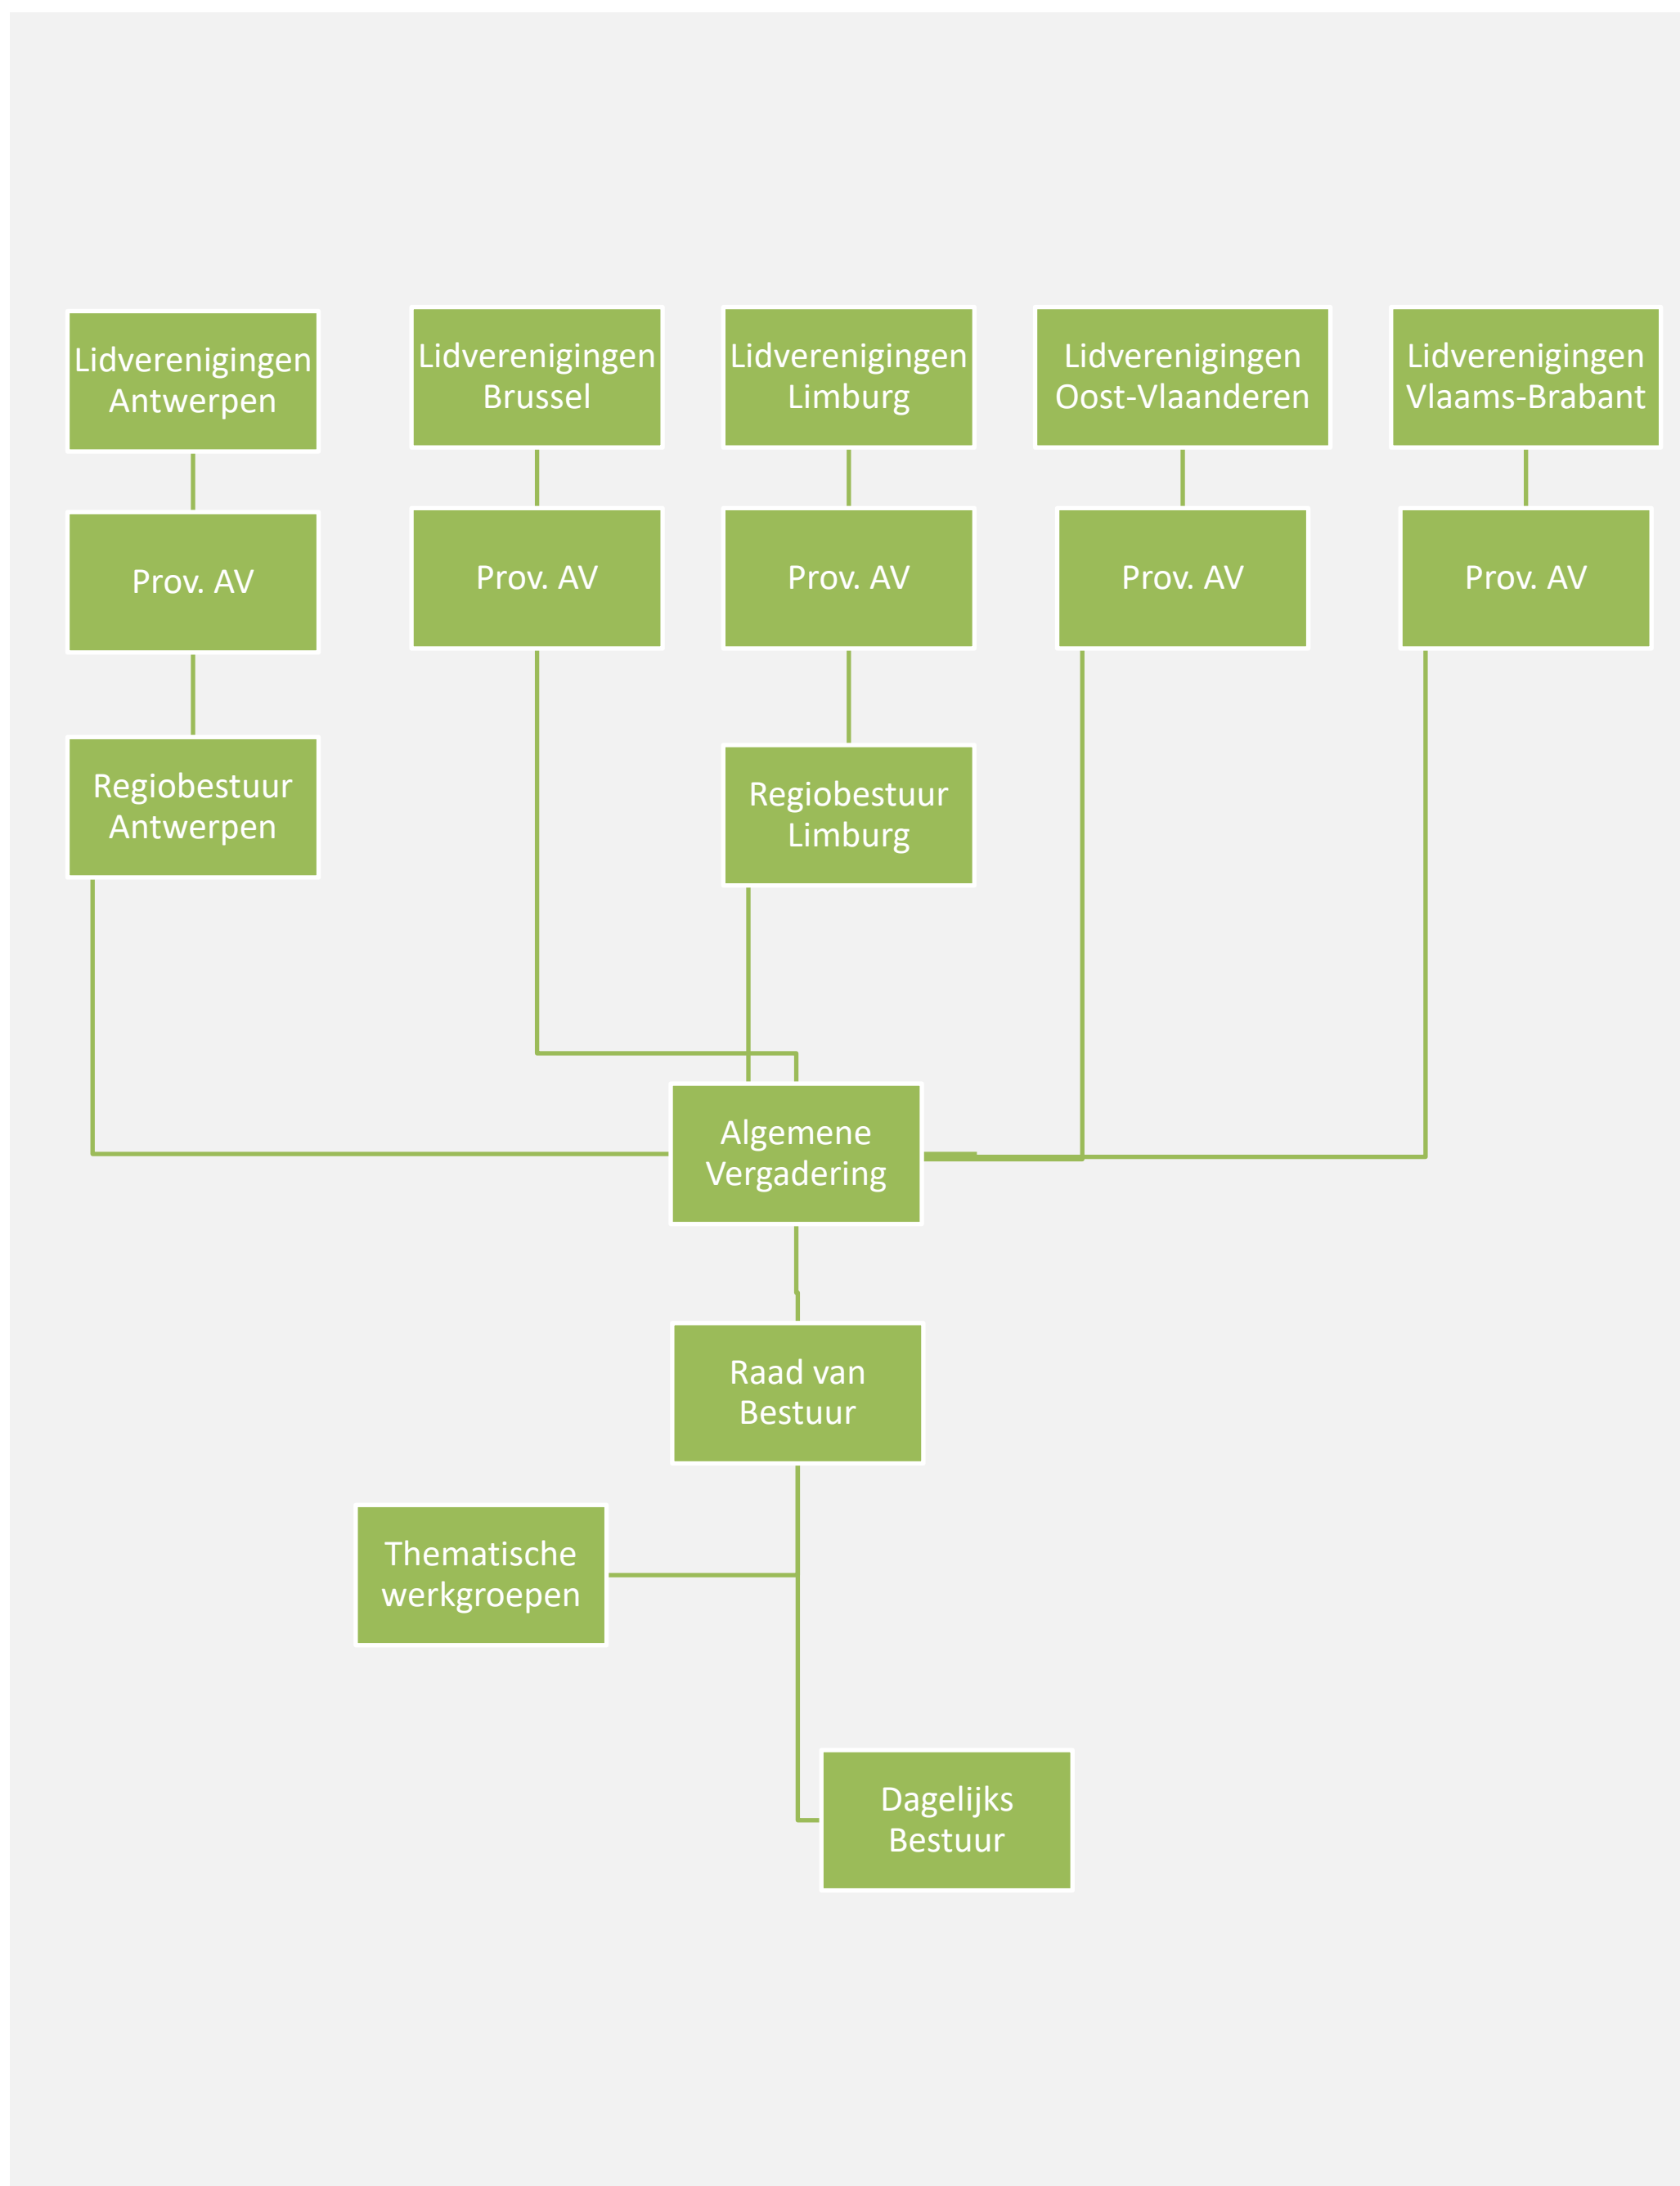 Lidverenigingen
Antwerpen
Lidverenigingen
Brussel
Lidverenigingen
Limburg
Lidverenigingen
Oost-Vlaanderen
Lidverenigingen
Vlaams-Brabant
Prov. AV
Prov. AV
Prov. AV
Prov. AV
Prov. AV
Regiobestuur
Antwerpen
Regiobestuur
Limburg
Algemene
Vergadering
Raad van
Bestuur
Thematische
werkgroepen
Dagelijks
Bestuur